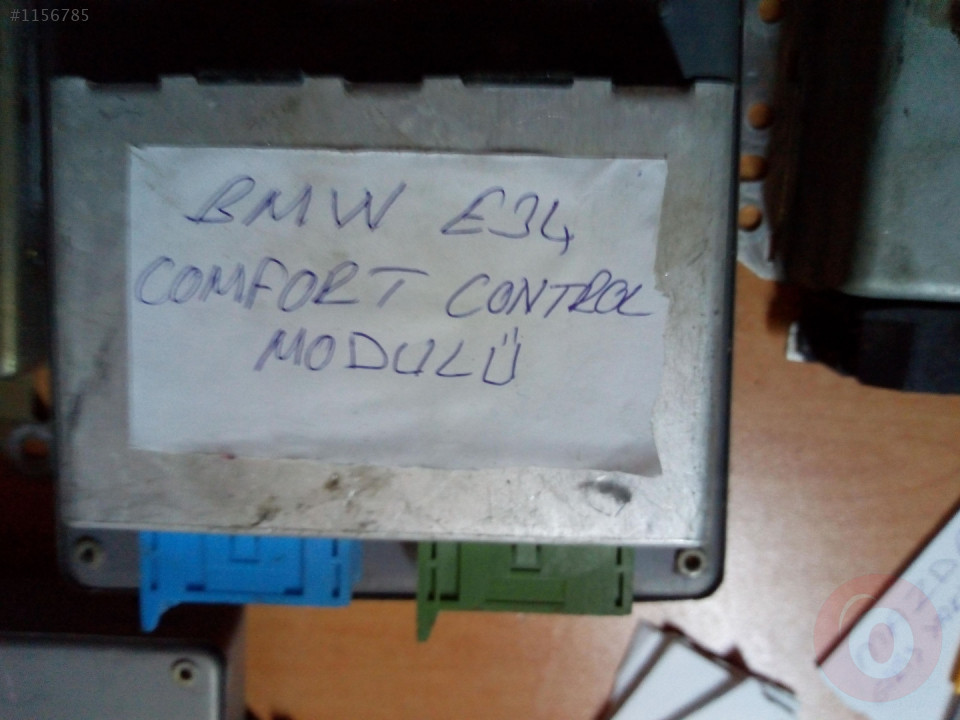 #1156785
BMW E34
COMFORT CONTROL
MODULÜ